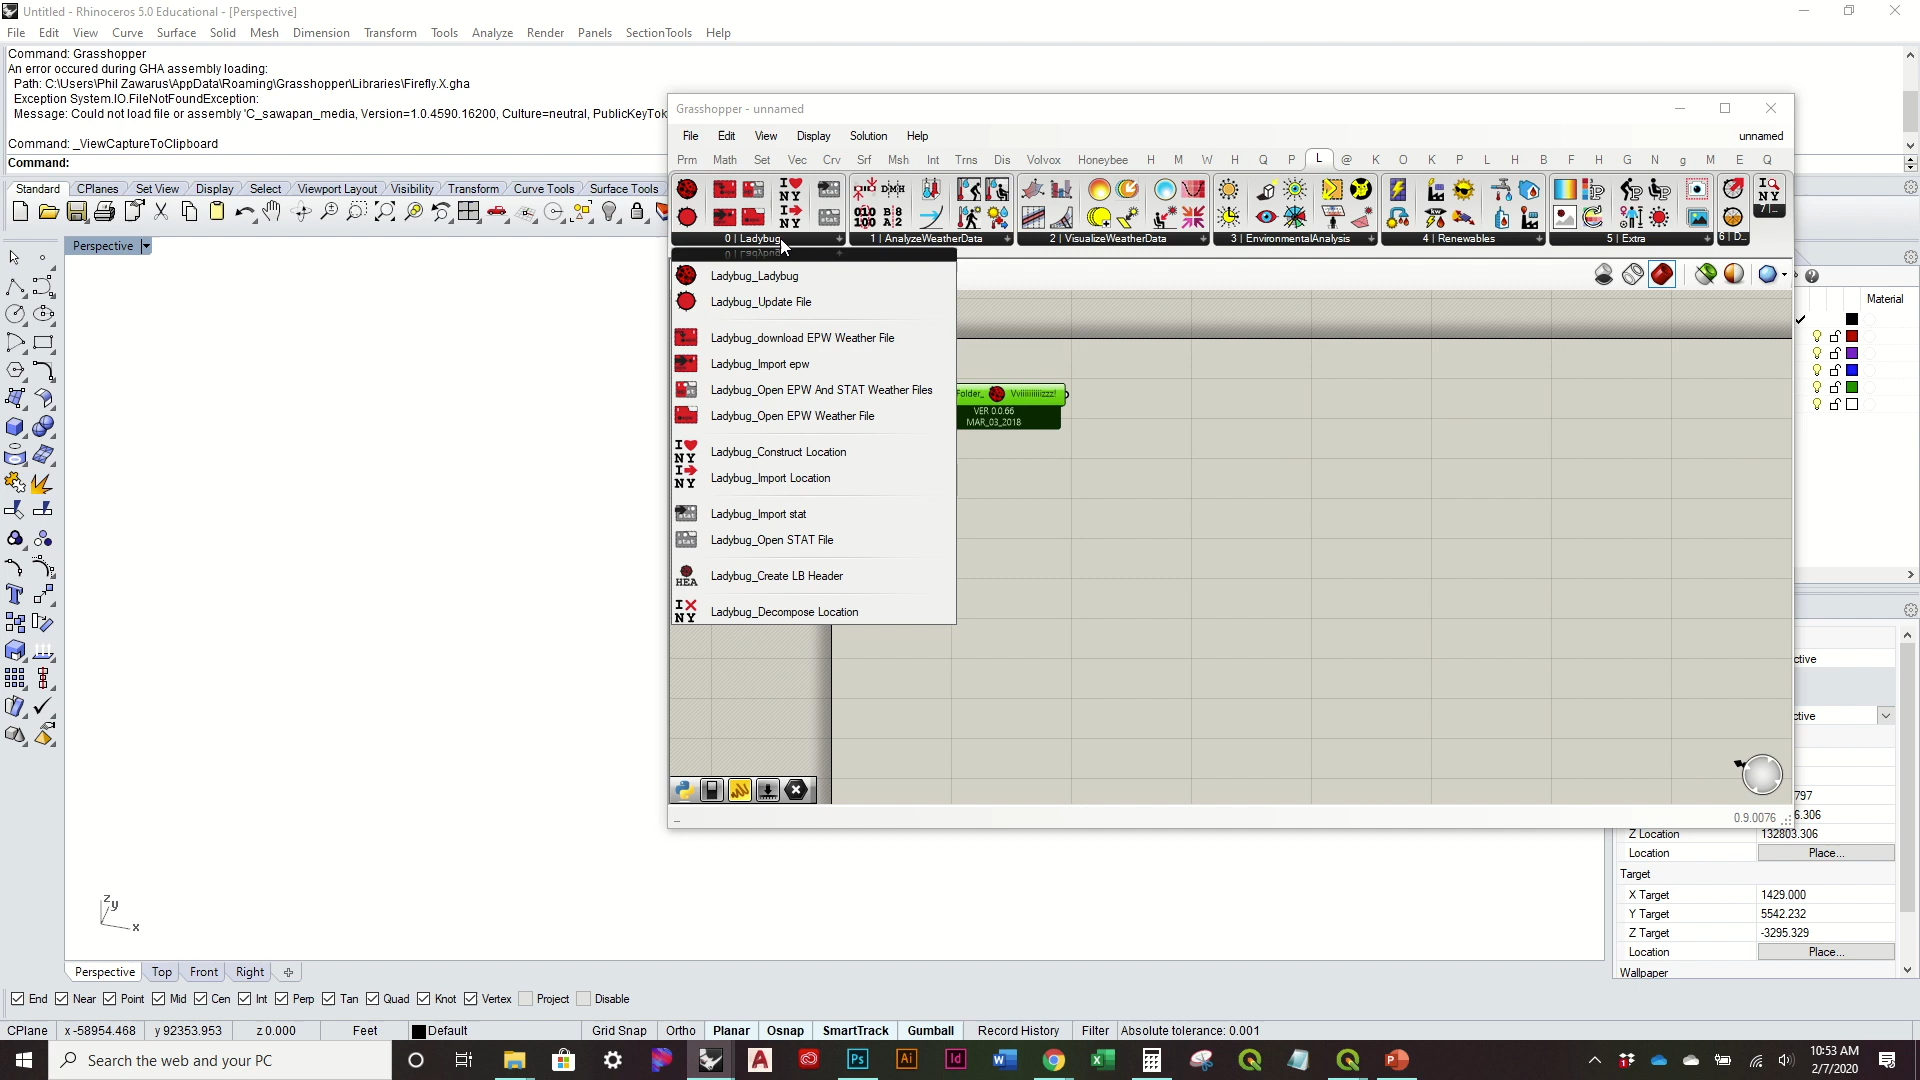 Untitled - Rhinoceros 5.0 Educational - [Perspective]
File Edit View Curve Surface Solid Mesh Dimension Transform Tools Analyze Render Panels SectionTools Help
Command: Grasshopper
An error occured during GHA assembly loading:
Path: C:\Users\Phil Zawarus\AppData\Roaming\Grasshopper\Libraries\Firefly.X.gha
Exception System.IO.FileNotFoundException:
Message: Could not load file or assembly 'C_sawapan_media, Version=1.0.4590.16200, Culture=neutral, PublicKeyTok
Command: _ViewCaptureToClipboard
Command:
Standard CPlanes Set View Display Select Viewport Layout Visibility Transform Curve Tools Surface Tools
Perspective
Grasshopper - unnamed
File Edit View Display Solution Help unnamed
Prm Math Set Vec Crv Srf Msh Int Trns Dis Volvox Honeybee H M W H Q P L @ K O K P L H B F H G N g M E Q
0 | Ladybug 1 | AnalyzeWeatherData 2 | VisualizeWeatherData 3 | EnvironmentalAnalysis 4 | Renewables 5 | Extra 6 | D... 7 |...
Ladybug_Ladybug
Ladybug_Update File
Ladybug_download EPW Weather File
Ladybug_Import epw
Ladybug_Open EPW And STAT Weather Files
Ladybug_Open EPW Weather File
Ladybug_Construct Location
Ladybug_Import Location
Ladybug_Import stat
Ladybug_Open STAT File
Ladybug_Create LB Header
Ladybug_Decompose Location
VER 0.0.66
MAR_03_2018
0.9.0076
Material
ctive
ctive
797
6.306
Z Location 132803.306
Location Place...
Target
X Target 1429.000
Y Target 5542.232
Z Target -3295.329
Location Place...
Wallpaper
z y x
Perspective Top Front Right
End Near Point Mid Cen Int Perp Tan Quad Knot Vertex Project Disable
CPlane x -58954.468 y 92353.953 z 0.000 Feet Default Grid Snap Ortho Planar Osnap SmartTrack Gumball Record History Filter Absolute tolerance: 0.001
Search the web and your PC
10:53 AM
2/7/2020